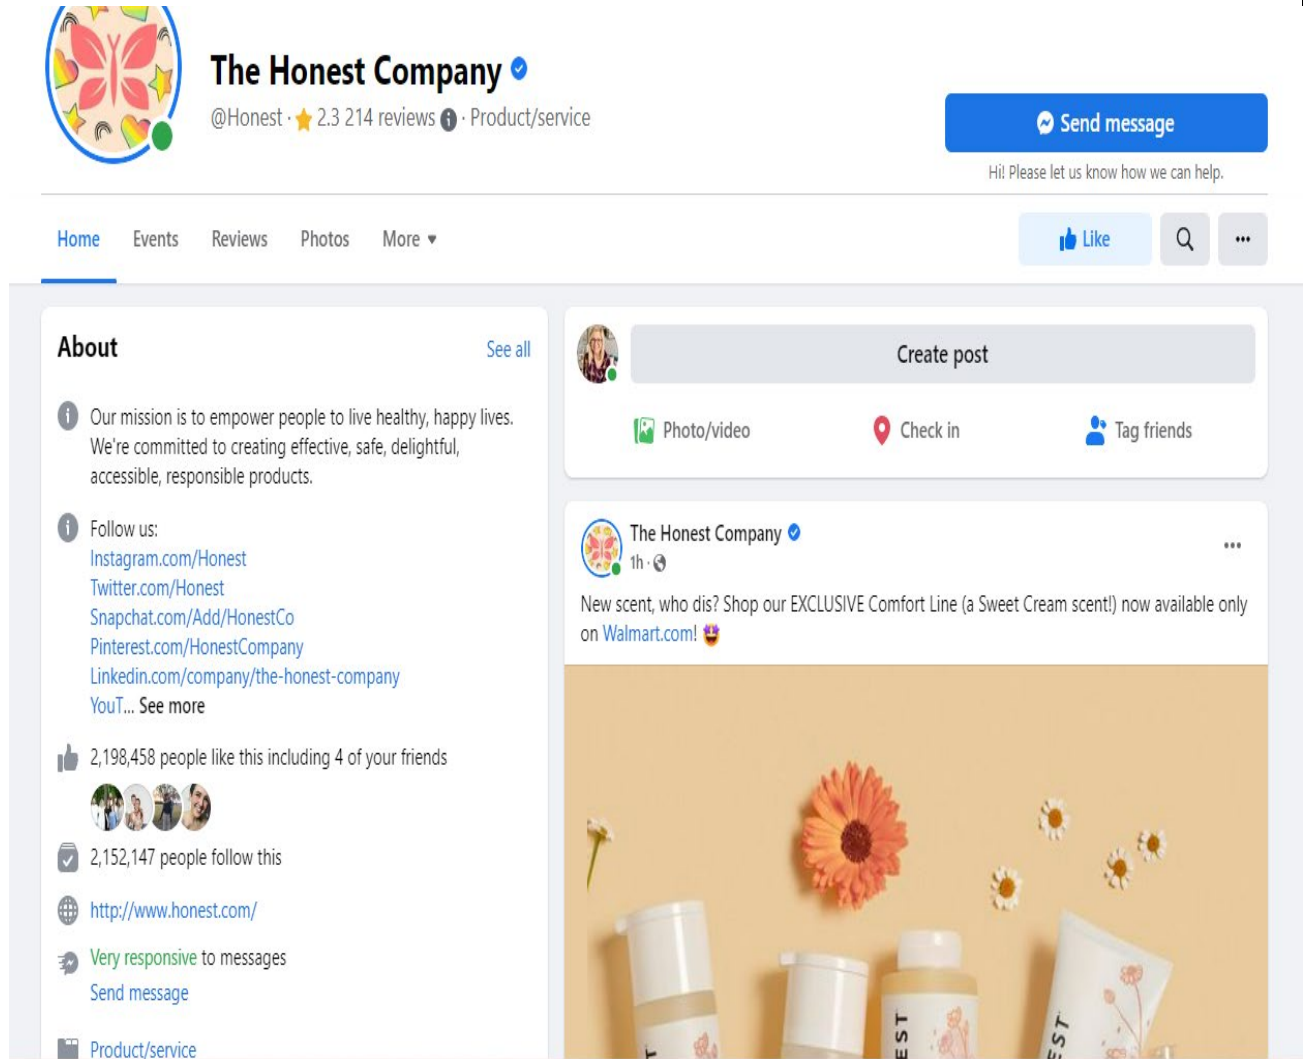 The Honest Company
@Honest · 2.3 214 reviews · Product/service
Send message
Hi! Please let us know how we can help.
Home Events Reviews Photos More
Like
About
See all
Our mission is to empower people to live healthy, happy lives.
We're committed to creating effective, safe, delightful,
accessible, responsible products.
Follow us:
Instagram.com/Honest
Twitter.com/Honest
Snapchat.com/Add/HonestCo
Pinterest.com/HonestCompany
Linkedin.com/company/the-honest-company
YouT... See more
2,198,458 people like this including 4 of your friends
2,152,147 people follow this
http://www.honest.com/
Very responsive to messages
Send message
Product/service
Create post
Photo/video Check in Tag friends
The Honest Company
1h ·
New scent, who dis? Shop our EXCLUSIVE Comfort Line (a Sweet Cream scent!) now available only
on Walmart.com!
EST
ST